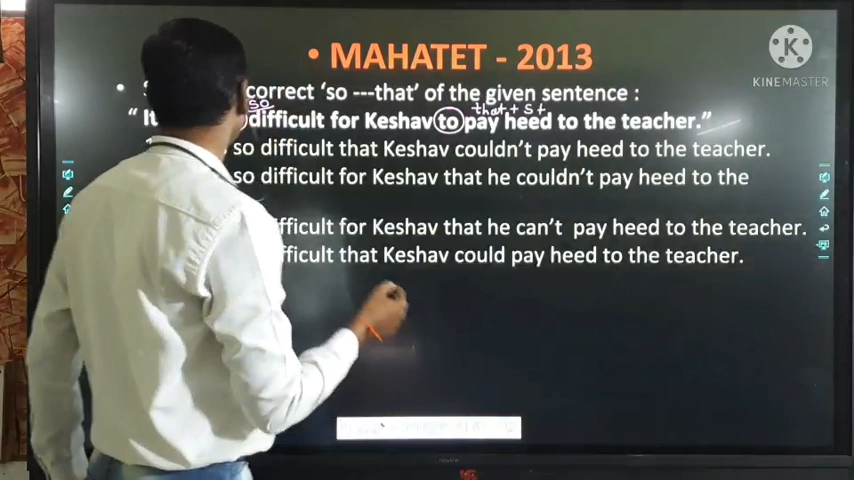 • MAHATET - 2013
KINEMASTER
• correct ‘so ---that’ of the given sentence :
so that + S +
“ It difficult for Keshav to pay heed to the teacher.”
so difficult that Keshav couldn’t pay heed to the teacher.
so difficult for Keshav that he couldn’t pay heed to the
difficult for Keshav that he can’t pay heed to the teacher.
difficult that Keshav could pay heed to the teacher.